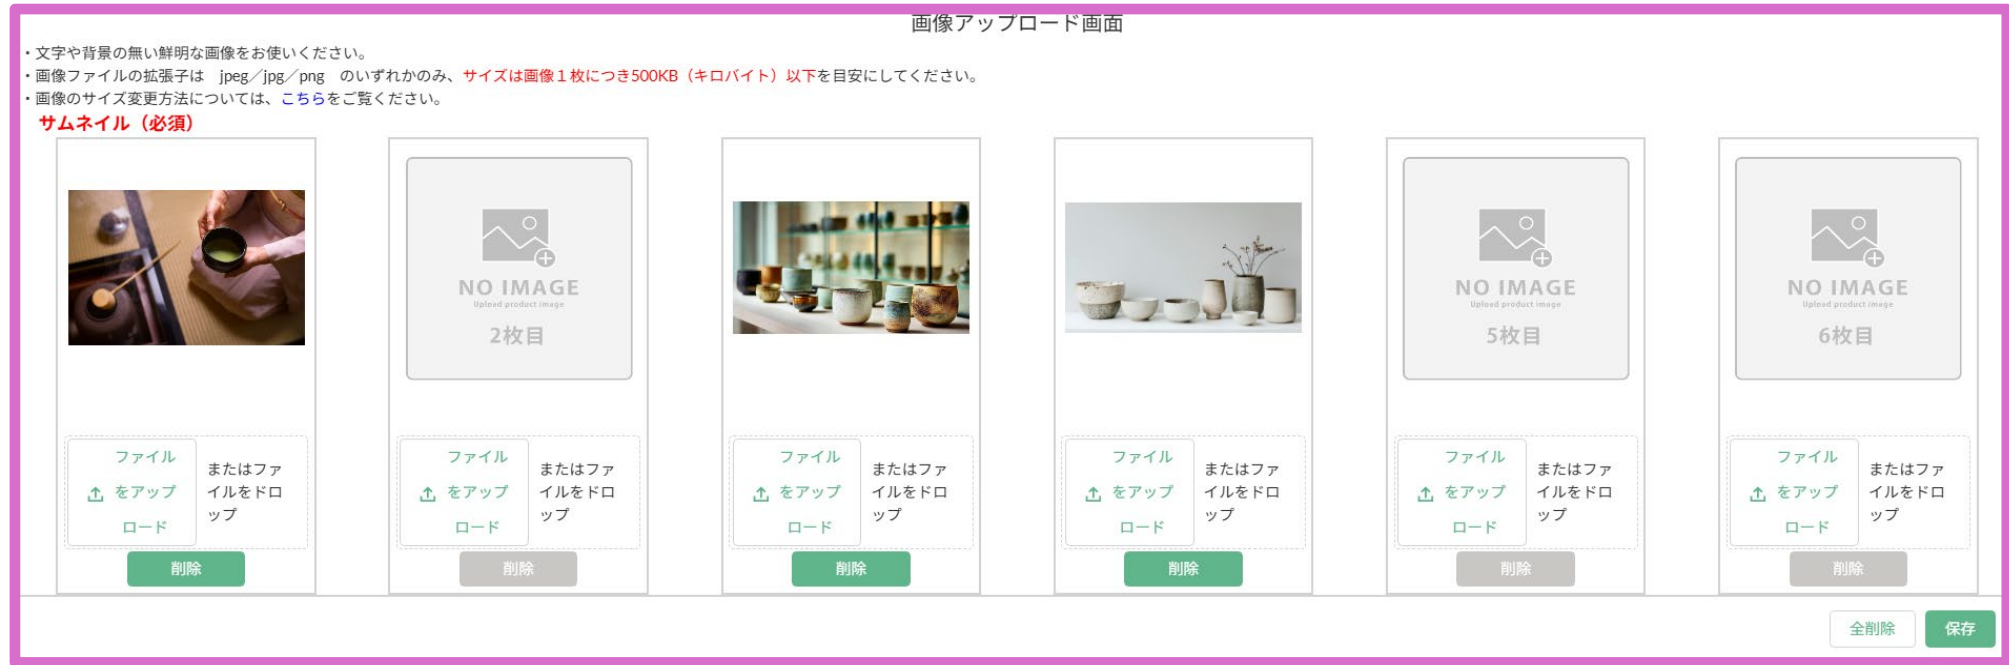 画像アップロード画面
・文字や背景の無い鮮明な画像をお使いください。
・画像ファイルの拡張子は　jpeg／jpg／png　のいずれかのみ、サイズは画像１枚につき500KB（キロバイト）以下を目安にしてください。
・画像のサイズ変更方法については、こちらをご覧ください。
サムネイル（必須）
NO IMAGE
Upload product image
2枚目
NO IMAGE
Upload product image
5枚目
NO IMAGE
Upload product image
6枚目
ファイル
をアップ
ロード
またはファ
イルをドロ
ップ
削除
ファイル
をアップ
ロード
またはファ
イルをドロ
ップ
削除
ファイル
をアップ
ロード
またはファ
イルをドロ
ップ
削除
ファイル
をアップ
ロード
またはファ
イルをドロ
ップ
削除
ファイル
をアップ
ロード
またはファ
イルをドロ
ップ
削除
ファイル
をアップ
ロード
またはファ
イルをドロ
ップ
削除
全削除
保存